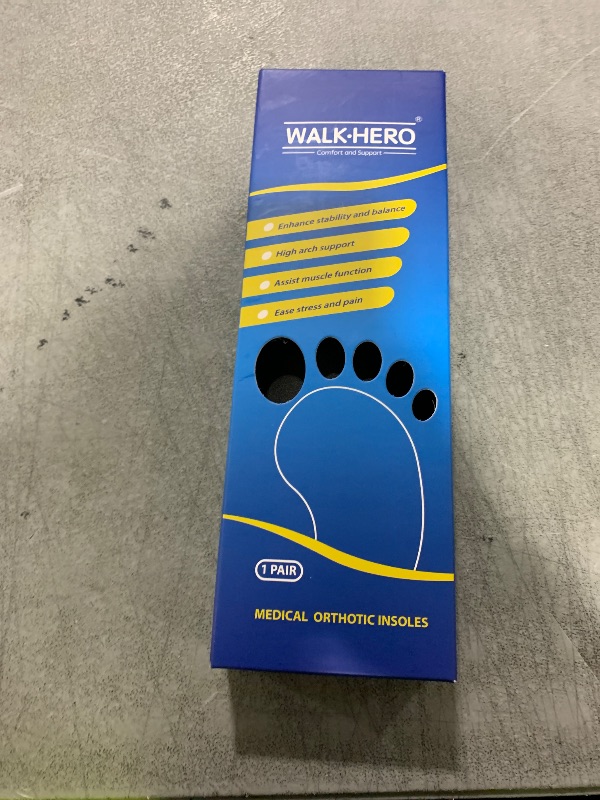 WALK·HERO®
Comfort and Support
Enhance stability and balance
High arch support
Assist muscle function
Ease stress and pain
1 PAIR
MEDICAL ORTHOTIC INSOLES